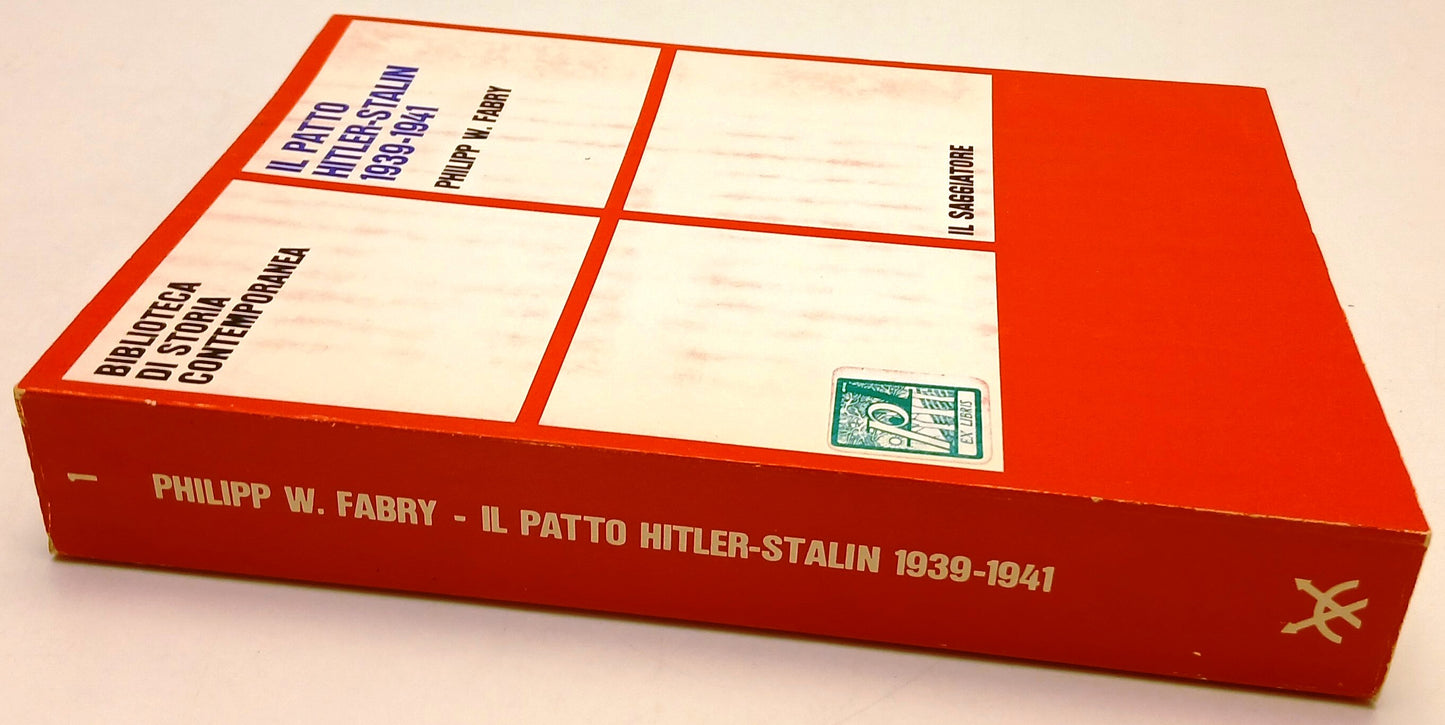 BIBLIOTECA
DI STORIA
CONTEMPORANEA
IL PATTO
HITLER-STALIN
1939-1941
PHILIPP W. FABRY
IL SAGGIATORE
EX LIBRIS
1
PHILIPP W. FABRY - IL PATTO HITLER-STALIN 1939-1941